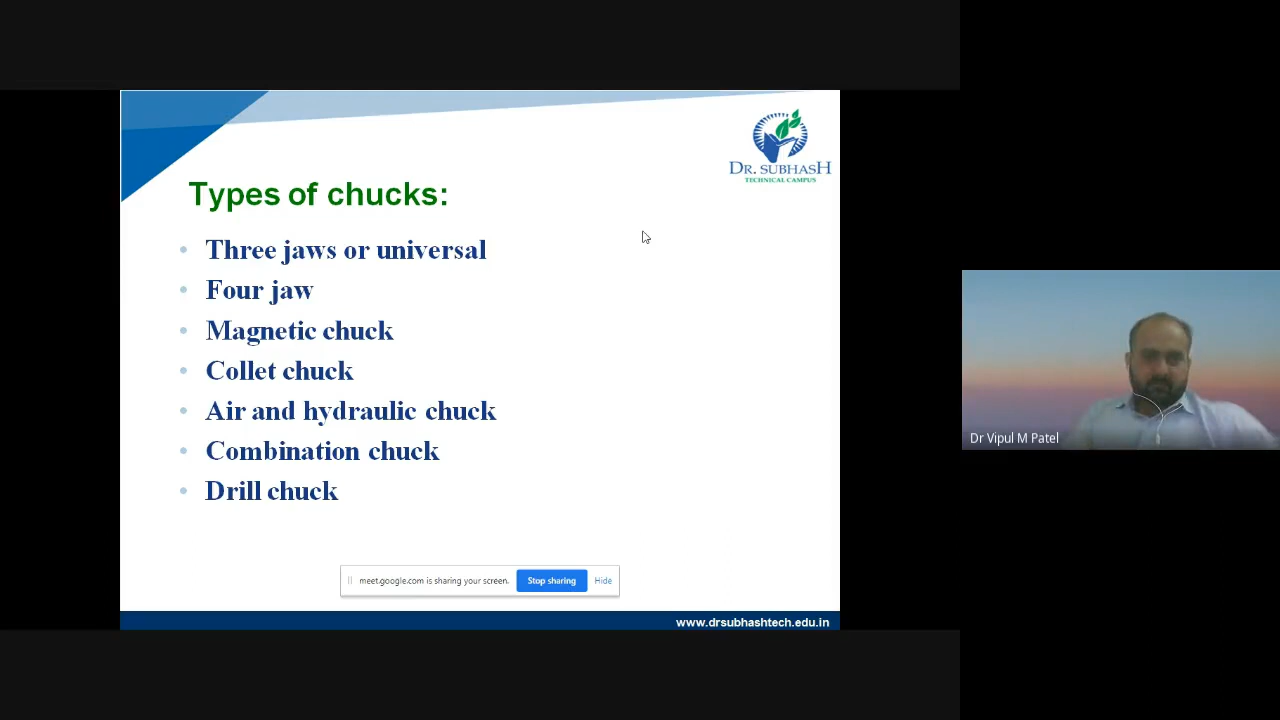 DR. SUBHASH
TECHNICAL CAMPUS
Types of chucks:
• Three jaws or universal
• Four jaw
• Magnetic chuck
• Collet chuck
• Air and hydraulic chuck
• Combination chuck
• Drill chuck
meet.google.com is sharing your screen. Stop sharing Hide
www.drsubhashtech.edu.in
Dr Vipul M Patel